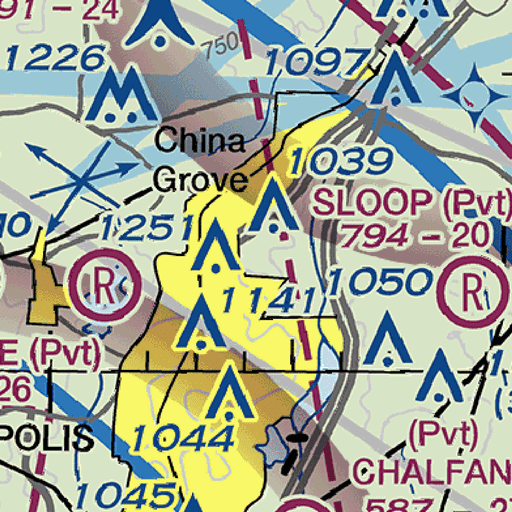 91 - 24
750
1226
1097
China
Grove
1039
SLOOP (Pvt)
794 - 20
1251
R
1050
R
1141
E (Pvt)
26
POLIS
1044
(Pvt)
CHALFAN
1045
587 - 2